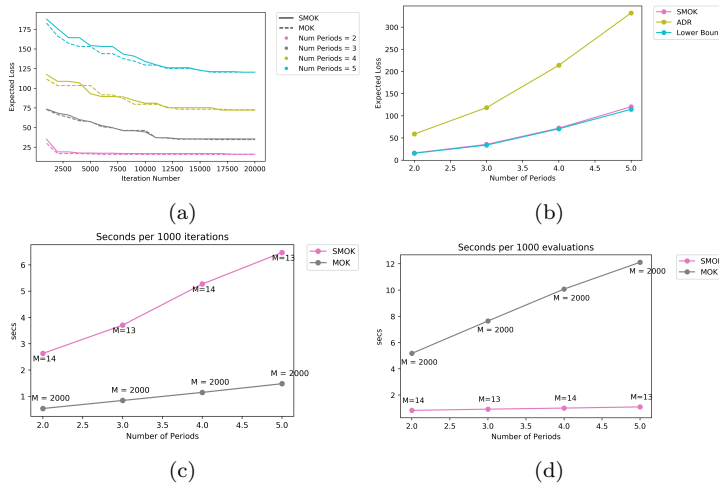 SMOK
MOK
Num Periods = 2
Num Periods = 3
Num Periods = 4
Num Periods = 5
175
150
125
100
75
50
25
Expected Loss
2500 5000 7500 10000 12500 15000 17500 20000
Iteration Number
(a)
SMOK
ADR
Lower Boun
300
250
200
150
100
50
0
Expected Loss
2.0 2.5 3.0 3.5 4.0 4.5 5.0
Number of Periods
(b)
Seconds per 1000 iterations
SMOK
MOK
6
5
4
3
2
1
secs
M=14
M=13
M=14
M=13
M = 2000
M = 2000
M = 2000
M = 2000
2.0 2.5 3.0 3.5 4.0 4.5 5.0
Number of Periods
(c)
Seconds per 1000 evaluations
SMOK
MOK
12
10
8
6
4
2
secs
M = 2000
M = 2000
M = 2000
M = 2000
M=14
M=13
M=14
M=13
2.0 2.5 3.0 3.5 4.0 4.5 5.0
Number of Periods
(d)